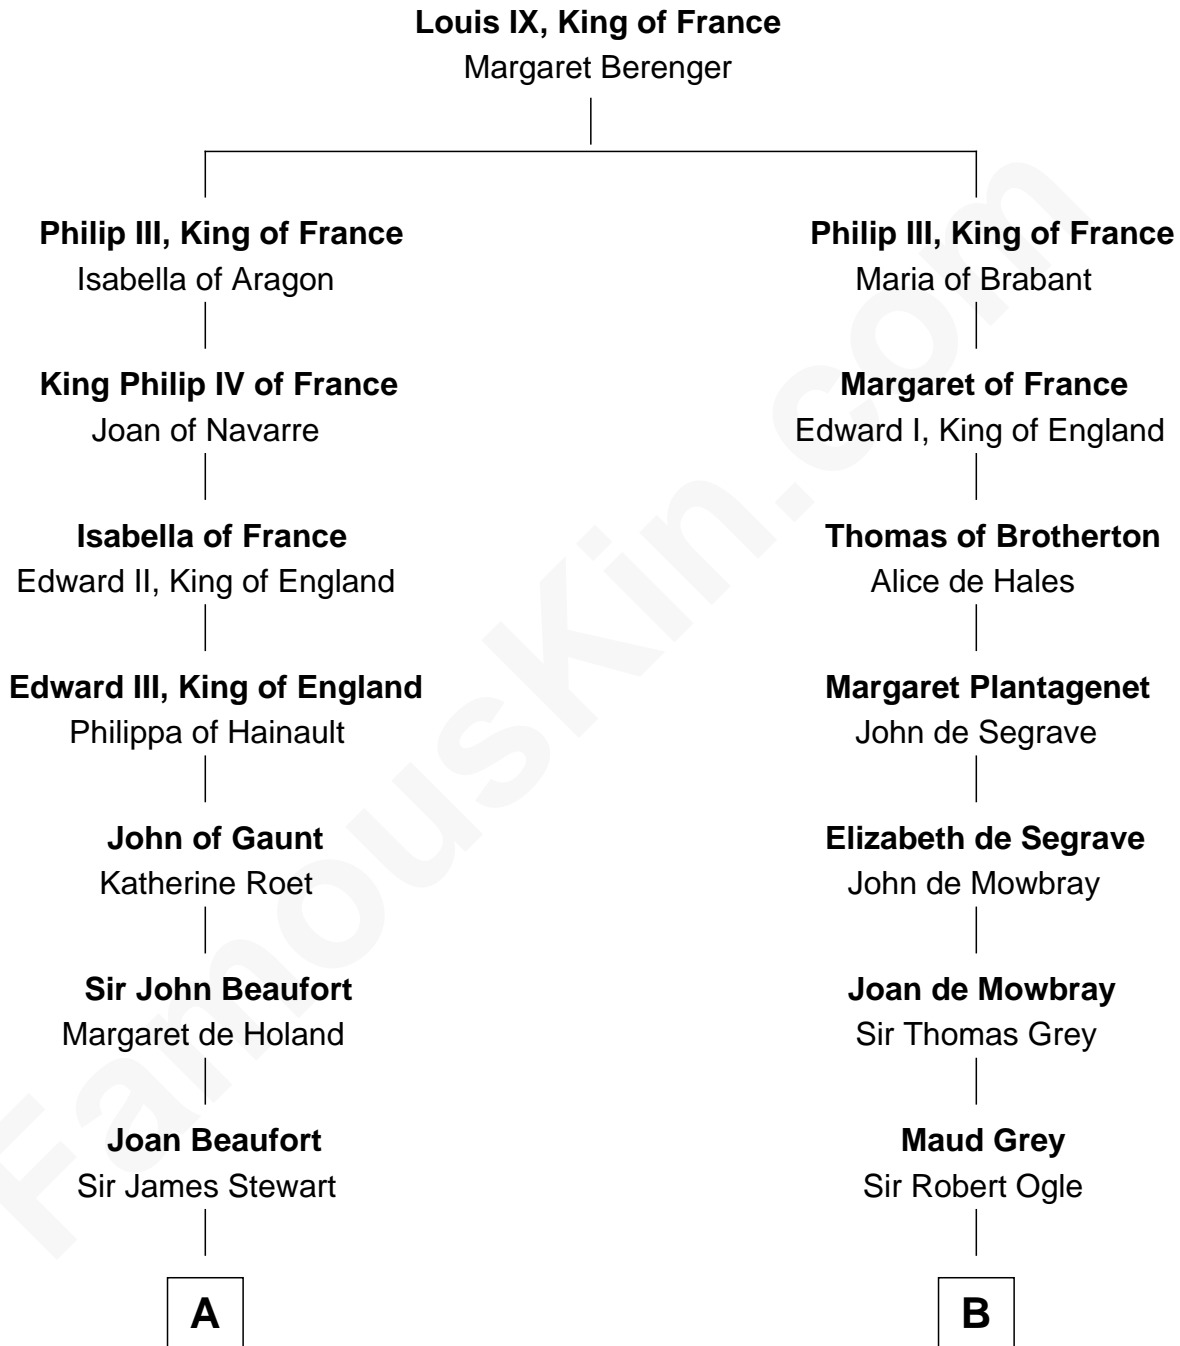 Louis IX, King of France
Margaret Berenger
Philip III, King of France
Isabella of Aragon
Philip III, King of France
Maria of Brabant
King Philip IV of France
Joan of Navarre
Margaret of France
Edward I, King of England
Isabella of France
Edward II, King of England
Thomas of Brotherton
Alice de Hales
Edward III, King of England
Philippa of Hainault
Margaret Plantagenet
John de Segrave
John of Gaunt
Katherine Roet
Elizabeth de Segrave
John de Mowbray
Sir John Beaufort
Margaret de Holand
Joan de Mowbray
Sir Thomas Grey
Joan Beaufort
Sir James Stewart
Maud Grey
Sir Robert Ogle
A
B
FamousKin.com